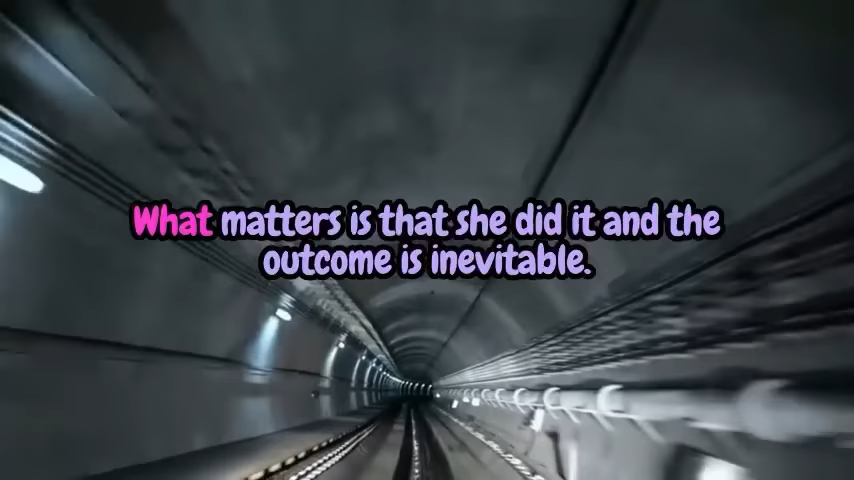 What matters is that she did it and the
outcome is inevitable.